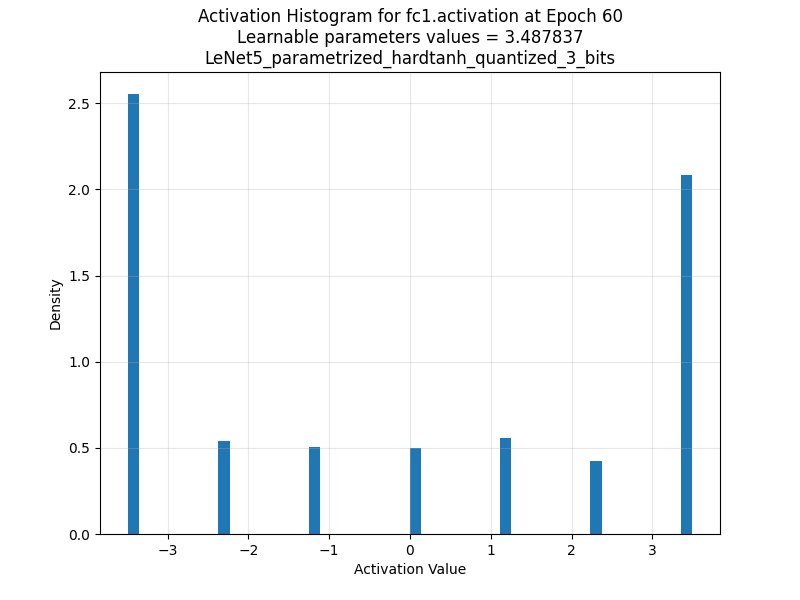 Activation Histogram for fc1.activation at Epoch 60
Learnable parameters values = 3.487837
LeNet5_parametrized_hardtanh_quantized_3_bits
2.5
2.0
1.5
1.0
0.5
0.0
Density
−3
−2
−1
0
1
2
3
Activation Value